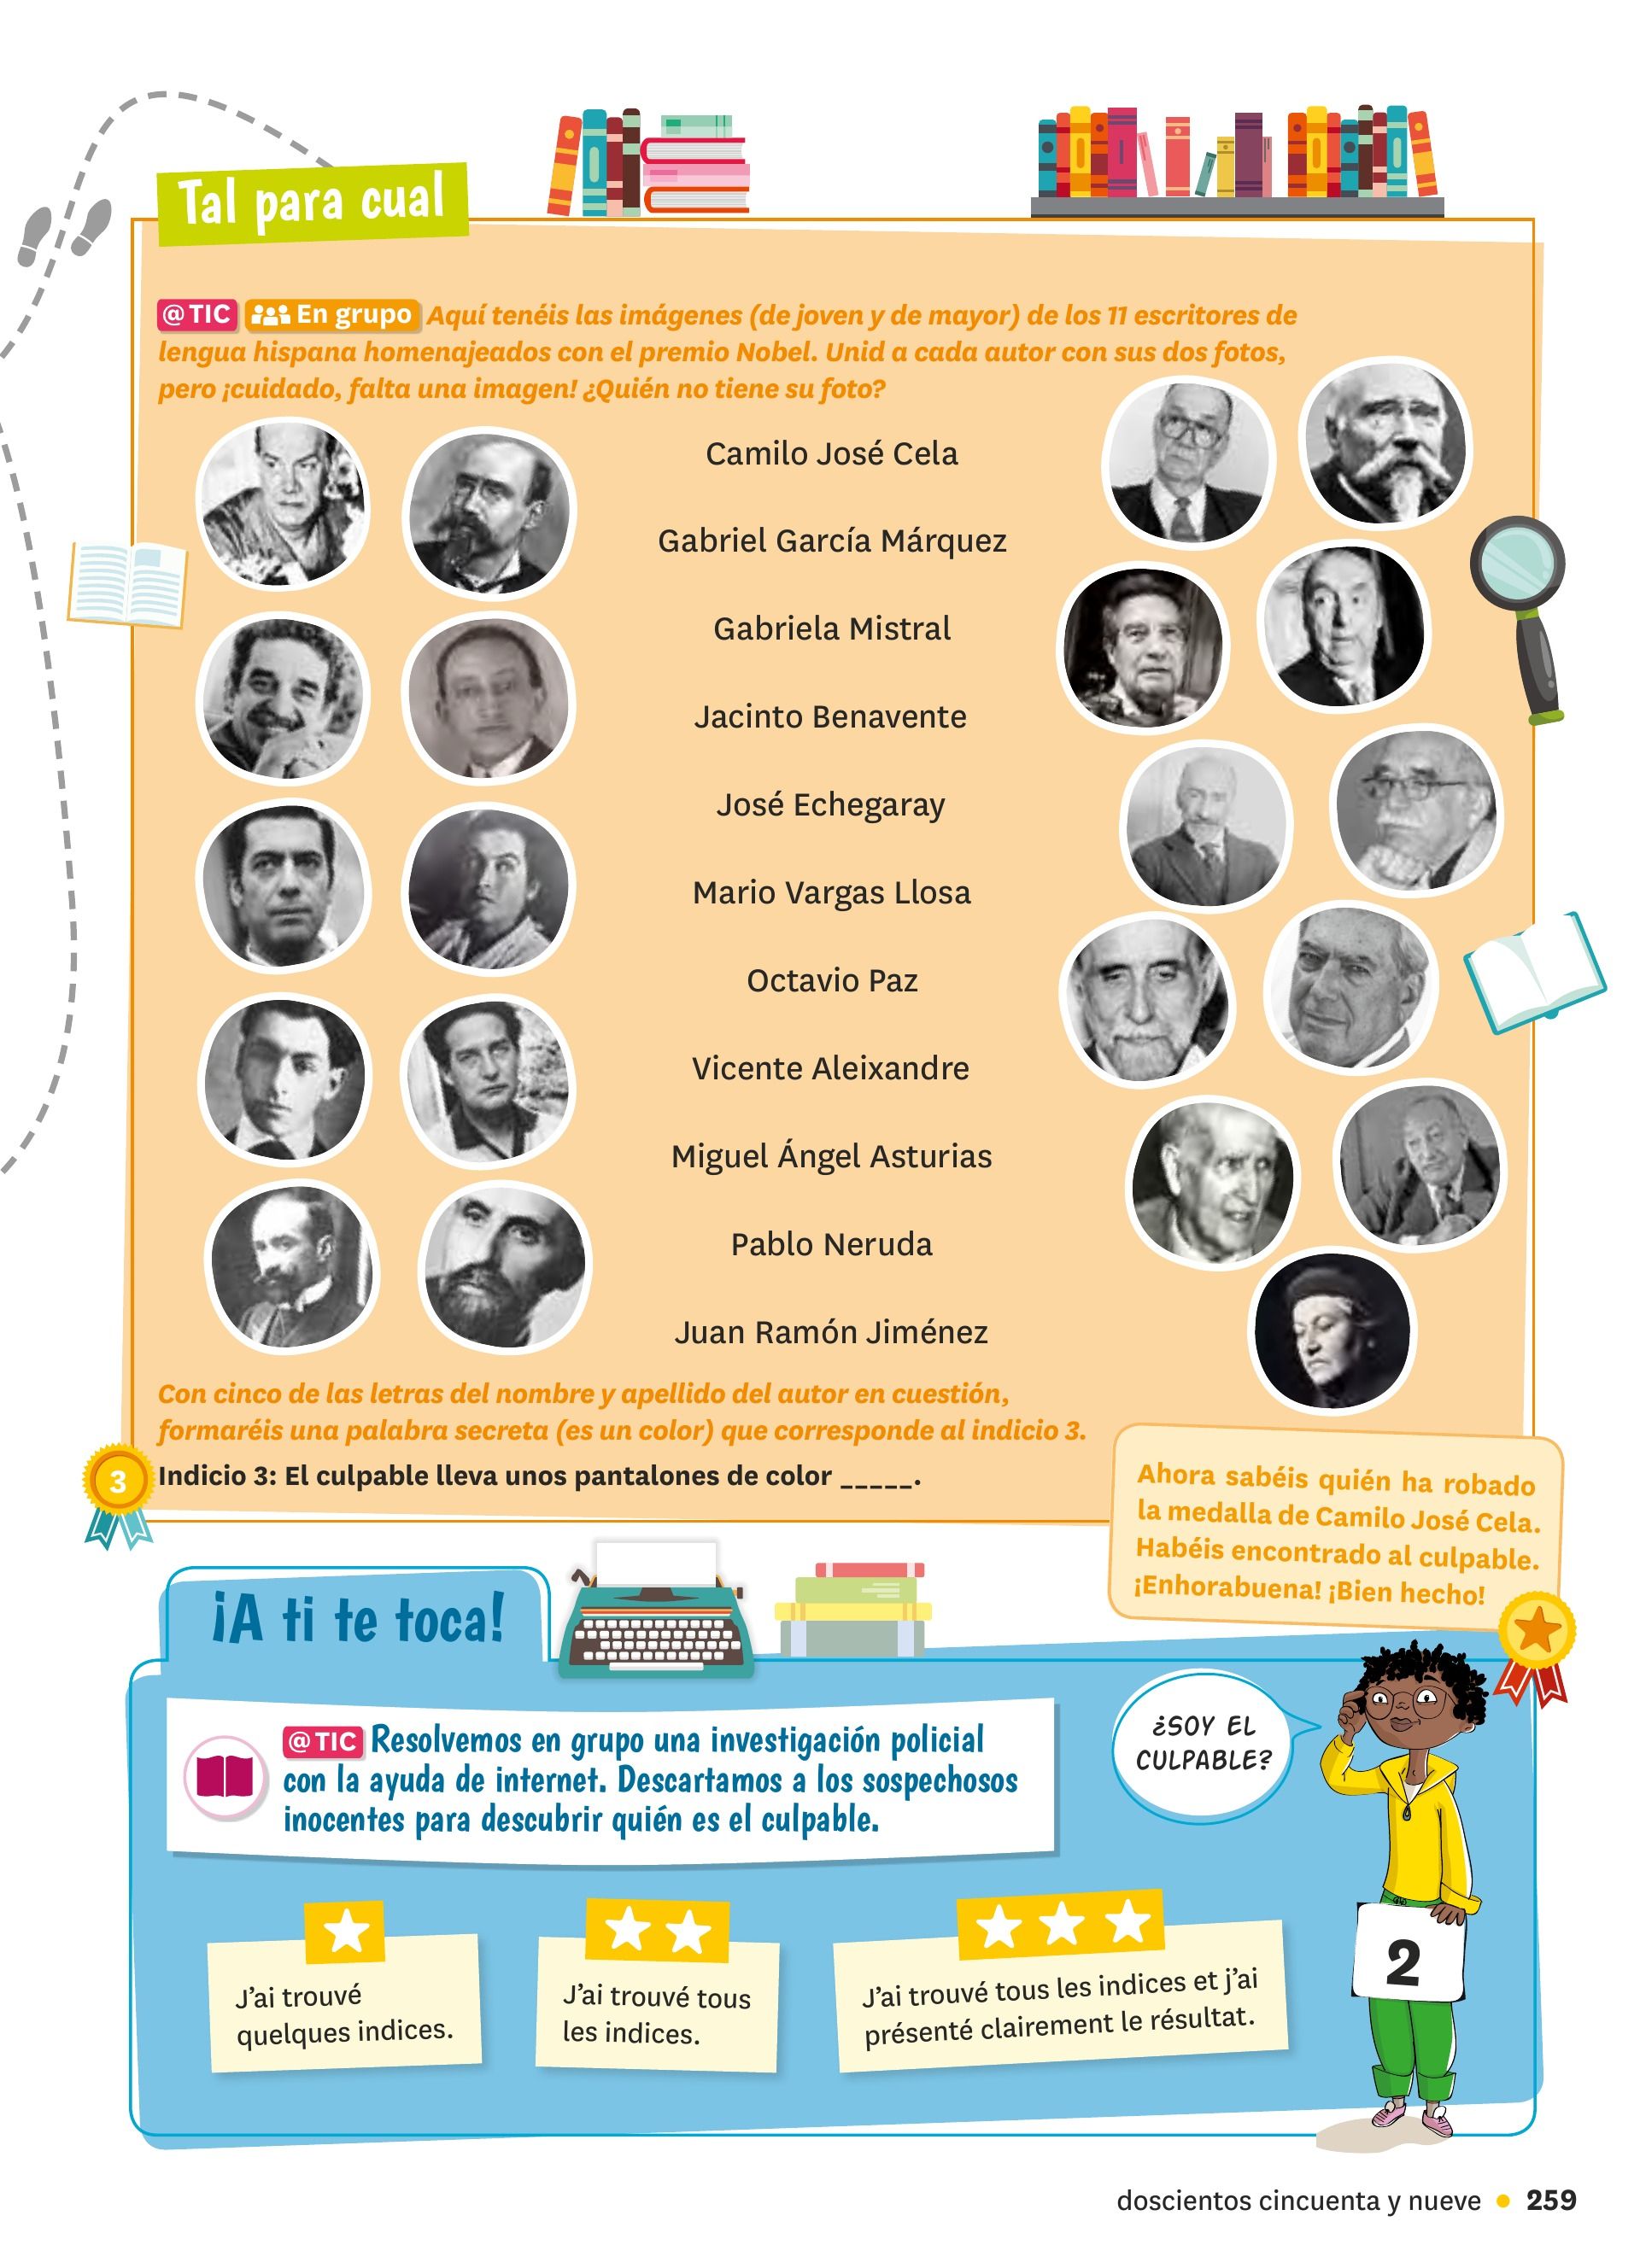 Tal para cual
@ TIC En grupo Aquí tenéis las imágenes (de joven y de mayor) de los 11 escritores de
lengua hispana homenajeados con el premio Nobel. Unid a cada autor con sus dos fotos,
pero ¡cuidado, falta una imagen! ¿Quién no tiene su foto?
Camilo José Cela
Gabriel García Márquez
Gabriela Mistral
Jacinto Benavente
José Echegaray
Mario Vargas Llosa
Octavio Paz
Vicente Aleixandre
Miguel Ángel Asturias
Pablo Neruda
Juan Ramón Jiménez
Con cinco de las letras del nombre y apellido del autor en cuestión,
formaréis una palabra secreta (es un color) que corresponde al indicio 3.
3 Indicio 3: El culpable lleva unos pantalones de color _____.
Ahora sabéis quién ha robado
la medalla de Camilo José Cela.
Habéis encontrado al culpable.
¡Enhorabuena! ¡Bien hecho!
¡A ti te toca!
@ TIC Resolvemos en grupo una investigación policial
con la ayuda de internet. Descartamos a los sospechosos
inocentes para descubrir quién es el culpable.
¿SOY EL
CULPABLE?
J'ai trouvé
quelques indices.
J'ai trouvé tous
les indices.
J'ai trouvé tous les indices et j'ai
présenté clairement le résultat.
2
doscientos cincuenta y nueve • 259